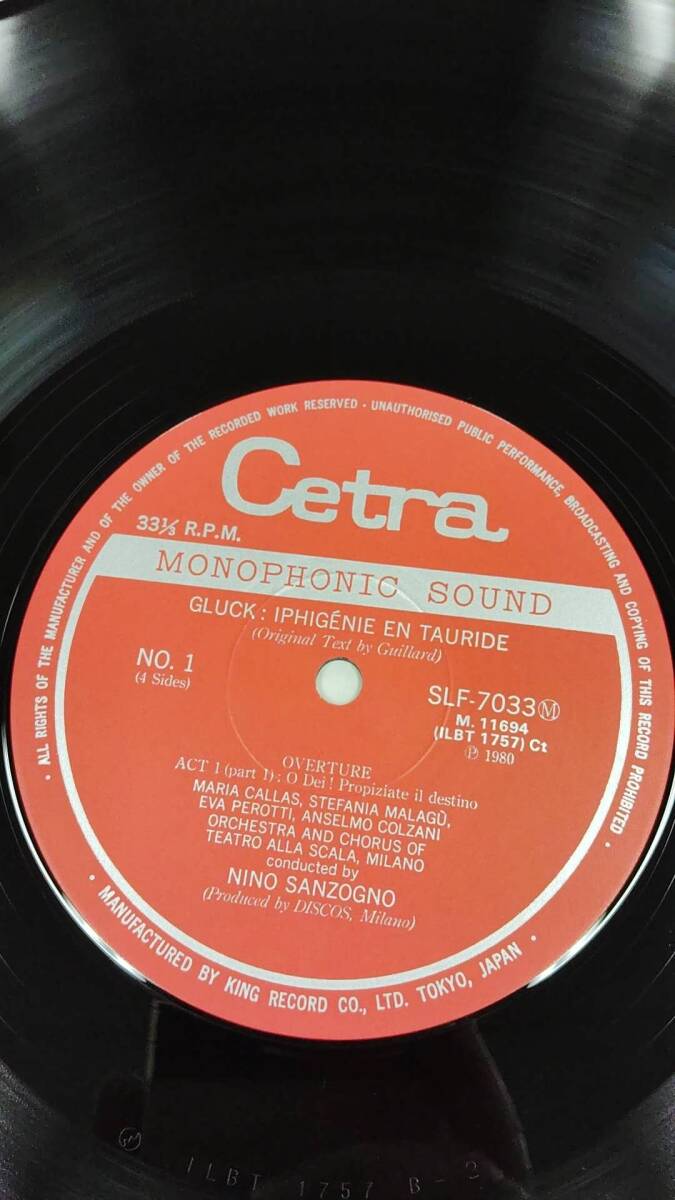 · ALL RIGHTS OF THE MANUFACTURER AND OF THE OWNER OF THE RECORDED WORK RESERVED · UNAUTHORISED PUBLIC PERFORMANCE, BROADCASTING AND COPYING OF THIS RECORD PROHIBITED ·
Cetra
33⅓ R.P.M.
MONOPHONIC SOUND
GLUCK: IPHIGÉNIE EN TAURIDE
(Original Text by Guillard)
NO. 1
(4 Sides)
SLF-7033Ⓜ
M. 11694
(ILBT 1757) Ct
Ⓟ 1980
OVERTURE
ACT 1 (part 1): O Dei! Propiziate il destino
MARIA CALLAS, STEFANIA MALAGÙ,
EVA PEROTTI, ANSELMO COLZANI
ORCHESTRA AND CHORUS OF
TEATRO ALLA SCALA, MILANO
conducted by
NINO SANZOGNO
(Produced by DISCOS, Milano)
· MANUFACTURED BY KING RECORD CO., LTD. TOKYO, JAPAN ·
GM
ILBT 1757 B-2